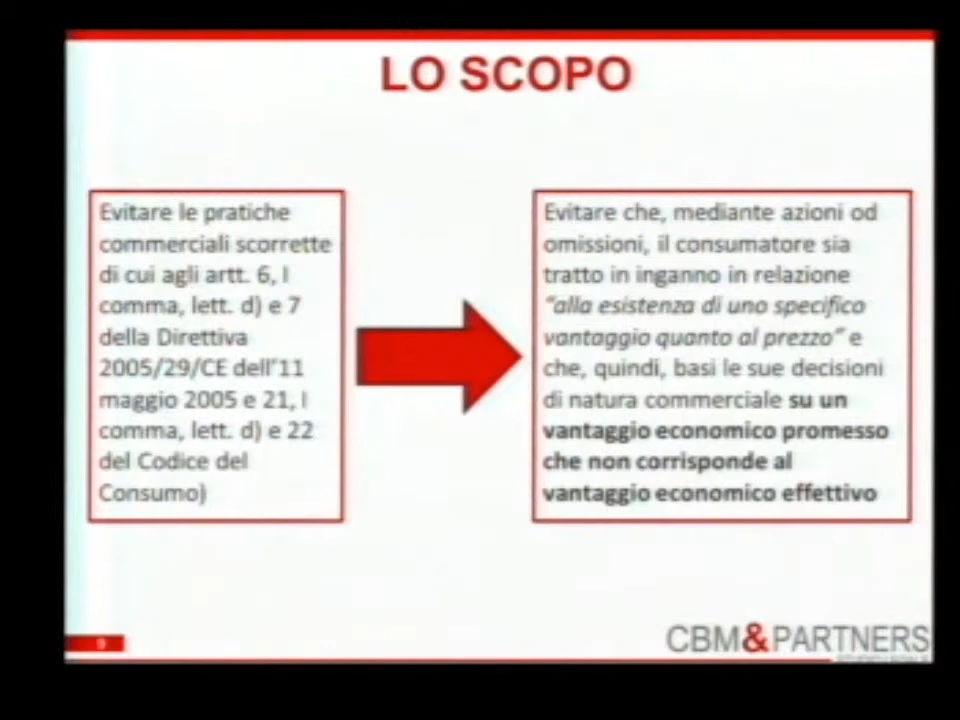 LO SCOPO
Evitare le pratiche
commerciali scorrette
di cui agli artt. 6, I
comma, lett. d) e 7
della Direttiva
2005/29/CE dell'11
maggio 2005 e 21, I
comma, lett. d) e 22
del Codice del
Consumo)
Evitare che, mediante azioni od
omissioni, il consumatore sia
tratto in inganno in relazione
"alla esistenza di uno specifico
vantaggio quanto al prezzo" e
che, quindi, basi le sue decisioni
di natura commerciale su un
vantaggio economico promesso
che non corrisponde al
vantaggio economico effettivo
9
CBM&PARTNERS